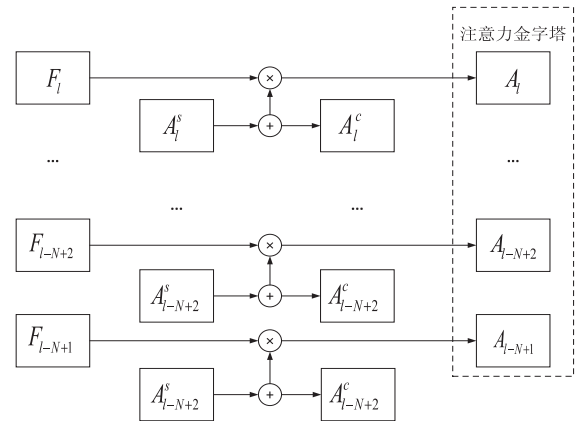 注意力金字塔
F_l × A_l
A_l^s + A_l^c
... ...
... ...
F_{l-N+2} × A_{l-N+2}
A_{l-N+2}^s + A_{l-N+2}^c
F_{l-N+1} × A_{l-N+1}
A_{l-N+2}^s + A_{l-N+2}^c